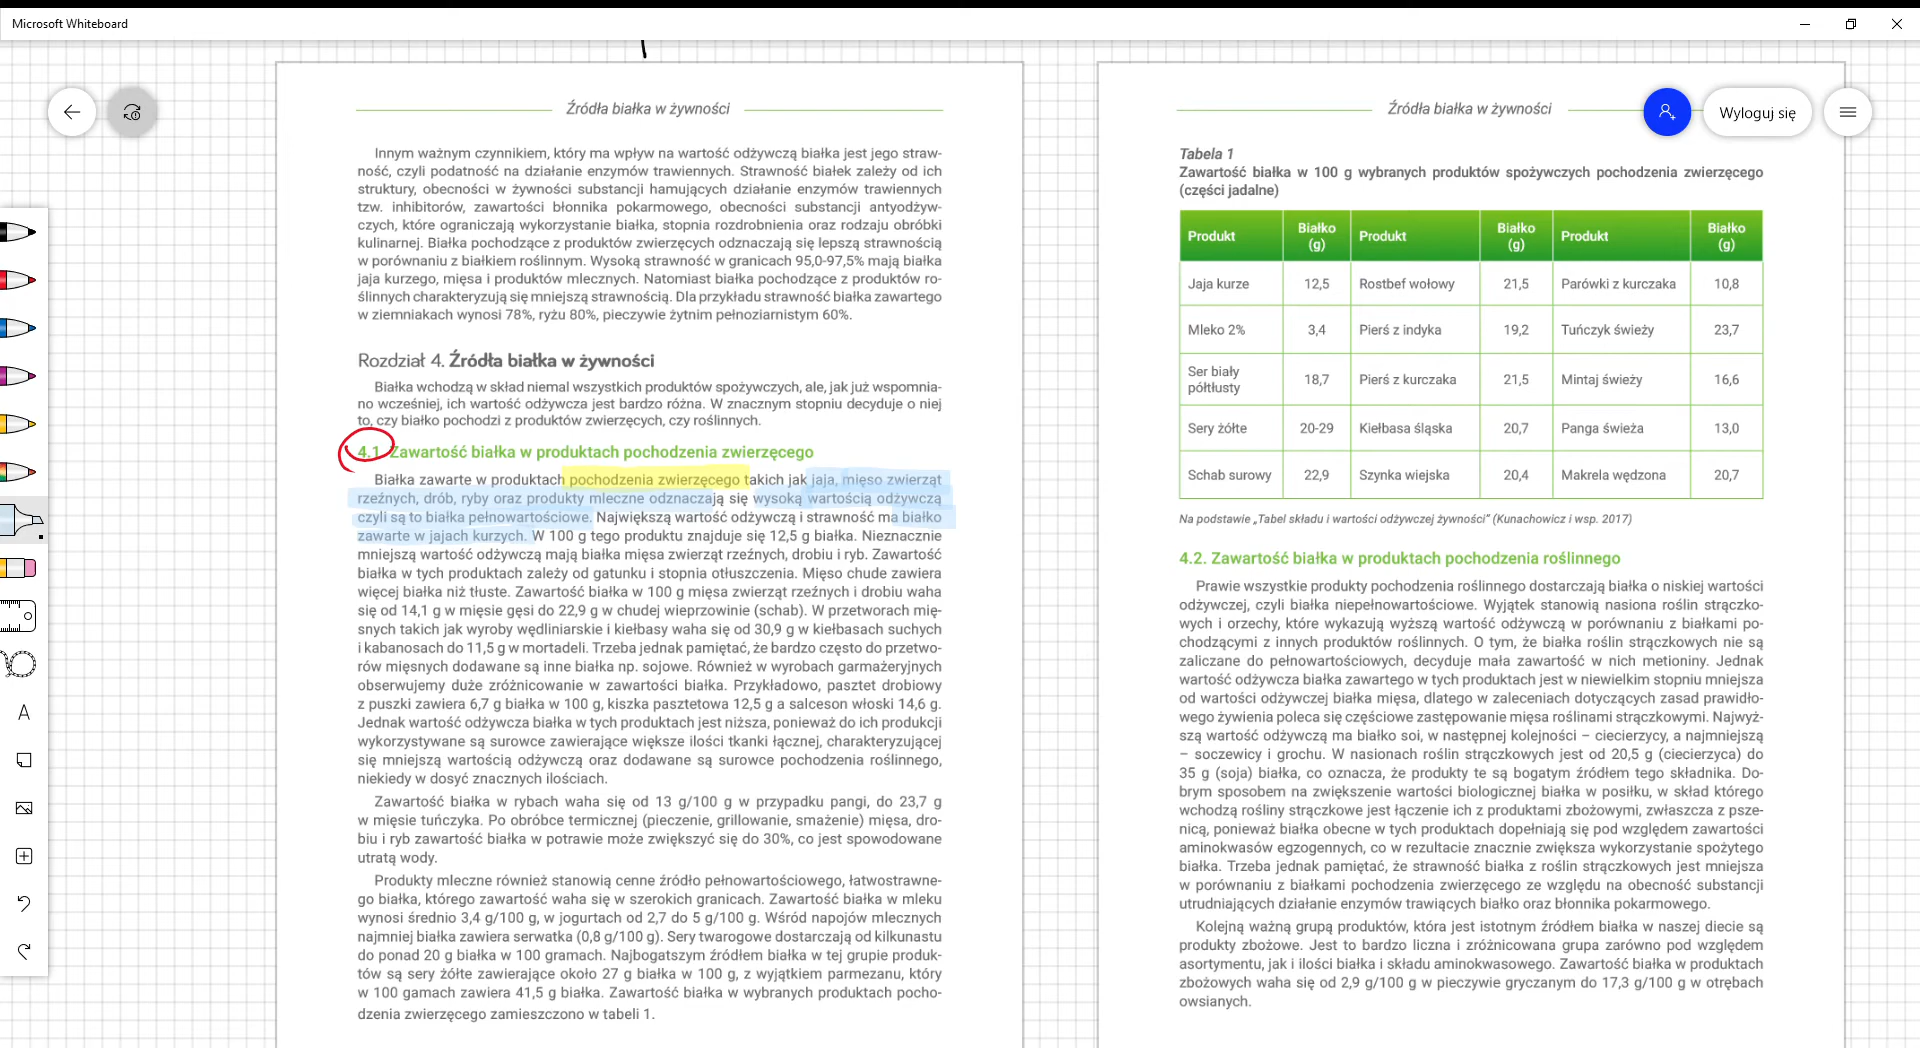 Microsoft Whiteboard
Wyloguj się
Źródła białka w żywności
Innym ważnym czynnikiem, który ma wpływ na wartość odżywczą białka jest jego straw-
ność, czyli podatność na działanie enzymów trawiennych. Strawność białek zależy od ich
struktury, obecności w żywności substancji hamujących działanie enzymów trawiennych
tzw. inhibitorów, zawartości błonnika pokarmowego, obecności substancji antyodżyw-
czych, które ograniczają wykorzystanie białka, stopnia rozdrobnienia oraz rodzaju obróbki
kulinarnej. Białka pochodzące z produktów zwierzęcych odznaczają się lepszą strawnością
w porównaniu z białkiem roślinnym. Wysoką strawność w granicach 95,0-97,5% mają białka
jaja kurzego, mięsa i produktów mlecznych. Natomiast białka pochodzące z produktów ro-
ślinnych charakteryzują się mniejszą strawnością. Dla przykładu strawność białka zawartego
w ziemniakach wynosi 78%, ryżu 80%, pieczywie żytnim pełnoziarnistym 60%.
Rozdział 4. Źródła białka w żywności
Białka wchodzą w skład niemal wszystkich produktów spożywczych, ale, jak już wspomnia-
no wcześniej, ich wartość odżywcza jest bardzo różna. W znacznym stopniu decyduje o niej
to, czy białko pochodzi z produktów zwierzęcych, czy roślinnych.
4.1. Zawartość białka w produktach pochodzenia zwierzęcego
Białka zawarte w produktach pochodzenia zwierzęcego takich jak jaja, mięso zwierząt
rzeźnych, drób, ryby oraz produkty mleczne odznaczają się wysoką wartością odżywczą
czyli są to białka pełnowartościowe. Największą wartość odżywczą i strawność ma białko
zawarte w jajach kurzych. W 100 g tego produktu znajduje się 12,5 g białka. Nieznacznie
mniejszą wartość odżywczą mają białka mięsa zwierząt rzeźnych, drobiu i ryb. Zawartość
białka w tych produktach zależy od gatunku i stopnia otłuszczenia. Mięso chude zawiera
więcej białka niż tłuste. Zawartość białka w 100 g mięsa zwierząt rzeźnych i drobiu waha
się od 14,1 g w mięsie gęsi do 22,9 g w chudej wieprzowinie (schab). W przetworach mię-
snych takich jak wyroby wędliniarskie i kiełbasy waha się od 30,9 g w kiełbasach suchych
i kabanosach do 11,5 g w mortadeli. Trzeba jednak pamiętać, że bardzo często do przetwo-
rów mięsnych dodawane są inne białka np. sojowe. Również w wyrobach garmażeryjnych
obserwujemy duże zróżnicowanie w zawartości białka. Przykładowo, pasztet drobiowy
z puszki zawiera 6,7 g białka w 100 g, kiszka pasztetowa 12,5 g a salceson włoski 14,6 g.
Jednak wartość odżywcza białka w tych produktach jest niższa, ponieważ do ich produkcji
wykorzystywane są surowce zawierające większe ilości tkanki łącznej, charakteryzującej
się mniejszą wartością odżywczą oraz dodawane są surowce pochodzenia roślinnego,
niekiedy w dosyć znacznych ilościach.
Zawartość białka w rybach waha się od 13 g/100 g w przypadku pangi, do 23,7 g
w mięsie tuńczyka. Po obróbce termicznej (pieczenie, grillowanie, smażenie) mięsa, dro-
biu i ryb zawartość białka w potrawie może zwiększyć się do 30%, co jest spowodowane
utratą wody.
Produkty mleczne również stanowią cenne źródło pełnowartościowego, łatwostrawne-
go białka, którego zawartość waha się w szerokich granicach. Zawartość białka w mleku
wynosi średnio 3,4 g/100 g, w jogurtach od 2,7 do 5 g/100 g. Wśród napojów mlecznych
najmniej białka zawiera serwatka (0,8 g/100 g). Sery twarogowe dostarczają od kilkunastu
do ponad 20 g białka w 100 gramach. Najbogatszym źródłem białka w tej grupie produk-
tów są sery żółte zawierające około 27 g białka w 100 g, z wyjątkiem parmezanu, który
w 100 gamach zawiera 41,5 g białka. Zawartość białka w wybranych produktach pocho-
dzenia zwierzęcego zamieszczono w tabeli 1.
Źródła białka w żywności
Tabela 1
Zawartość białka w 100 g wybranych produktów spożywczych pochodzenia zwierzęcego
(części jadalne)
Produkt Białko (g) Produkt Białko (g) Produkt Białko (g)
Jaja kurze 12,5 Rostbef wołowy 21,5 Parówki z kurczaka 10,8
Mleko 2% 3,4 Pierś z indyka 19,2 Tuńczyk świeży 23,7
Ser biały półtłusty 18,7 Pierś z kurczaka 21,5 Mintaj świeży 16,6
Sery żółte 20-29 Kiełbasa śląska 20,7 Panga świeża 13,0
Schab surowy 22,9 Szynka wiejska 20,4 Makrela wędzona 20,7
Na podstawie „Tabel składu i wartości odżywczej żywności” (Kunachowicz i wsp. 2017)
4.2. Zawartość białka w produktach pochodzenia roślinnego
Prawie wszystkie produkty pochodzenia roślinnego dostarczają białka o niskiej wartości
odżywczej, czyli białka niepełnowartościowe. Wyjątek stanowią nasiona roślin strączko-
wych i orzechy, które wykazują wyższą wartość odżywczą w porównaniu z białkami po-
chodzącymi z innych produktów roślinnych. O tym, że białka roślin strączkowych nie są
zaliczane do pełnowartościowych, decyduje mała zawartość w nich metioniny. Jednak
wartość odżywcza białka zawartego w tych produktach jest w niewielkim stopniu mniejsza
od wartości odżywczej białka mięsa, dlatego w zaleceniach dotyczących zasad prawidło-
wego żywienia poleca się częściowe zastępowanie mięsa roślinami strączkowymi. Najwyż-
szą wartość odżywczą ma białko soi, w następnej kolejności – ciecierzycy, a najmniejszą
– soczewicy i grochu. W nasionach roślin strączkowych jest od 20,5 g (ciecierzyca) do
35 g (soja) białka, co oznacza, że produkty te są bogatym źródłem tego składnika. Do-
brym sposobem na zwiększenie wartości biologicznej białka w posiłku, w skład którego
wchodzą rośliny strączkowe jest łączenie ich z produktami zbożowymi, zwłaszcza z psze-
nicą, ponieważ białka obecne w tych produktach dopełniają się pod względem zawartości
aminokwasów egzogennych, co w rezultacie znacznie zwiększa wykorzystanie spożytego
białka. Trzeba jednak pamiętać, że strawność białka z roślin strączkowych jest mniejsza
w porównaniu z białkami pochodzenia zwierzęcego ze względu na obecność substancji
utrudniających działanie enzymów trawiących białko oraz błonnika pokarmowego.
Kolejną ważną grupą produktów, która jest istotnym źródłem białka w naszej diecie są
produkty zbożowe. Jest to bardzo liczna i zróżnicowana grupa zarówno pod względem
asortymentu, jak i ilości białka i składu aminokwasowego. Zawartość białka w produktach
zbożowych waha się od 2,9 g/100 g w pieczywie gryczanym do 17,3 g/100 g w otrębach
owsianych.